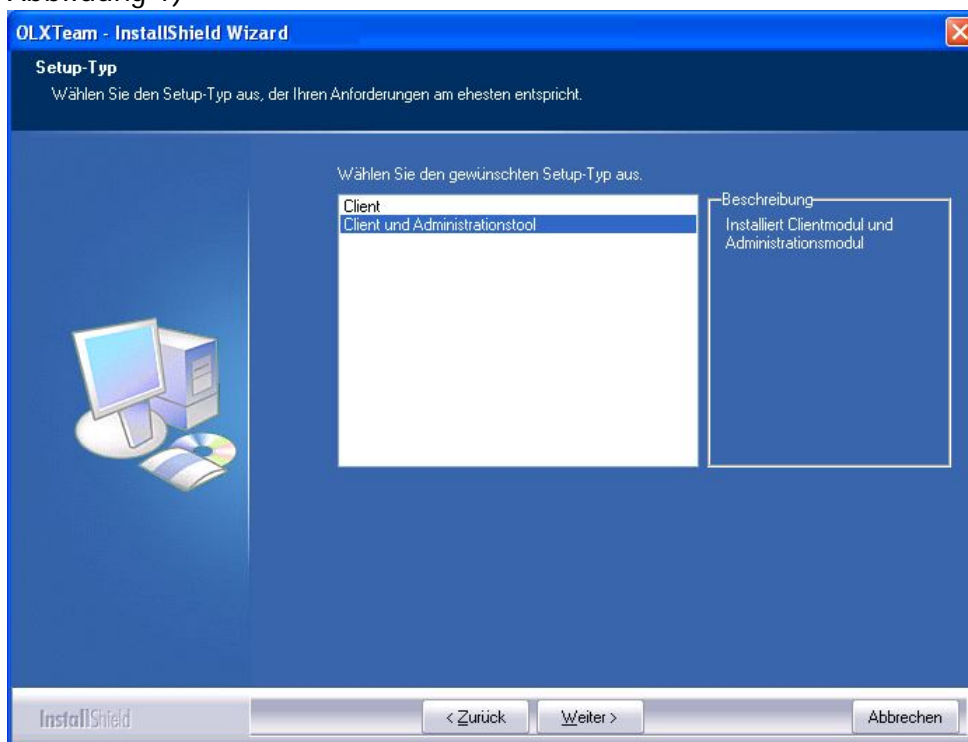 OLXTeam - InstallShield Wizard
Setup-Typ
Wählen Sie den Setup-Typ aus, der Ihren Anforderungen am ehesten entspricht.
Wählen Sie den gewünschten Setup-Typ aus.
Client
Client und Administrationstool
Beschreibung
Installiert Clientmodul und
Administrationsmodul
InstallShield
< Zurück
Weiter >
Abbrechen